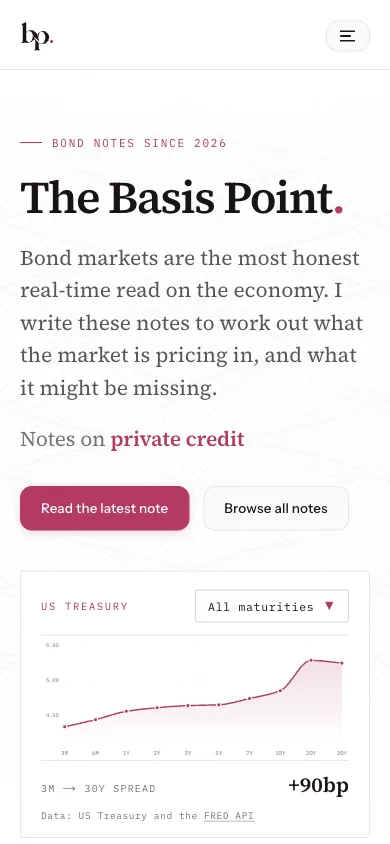 bp.
BOND NOTES SINCE 2026
The Basis Point.
Bond markets are the most honest
real-time read on the economy. I
write these notes to work out what
the market is pricing in, and what
it might be missing.
Notes on private credit
Read the latest note
Browse all notes
US TREASURY
All maturities ▼
5.50
5.00
4.50
3M 6M 1Y 2Y 3Y 5Y 7Y 10Y 20Y 30Y
3M → 30Y SPREAD
+90bp
Data: US Treasury and the FRED API